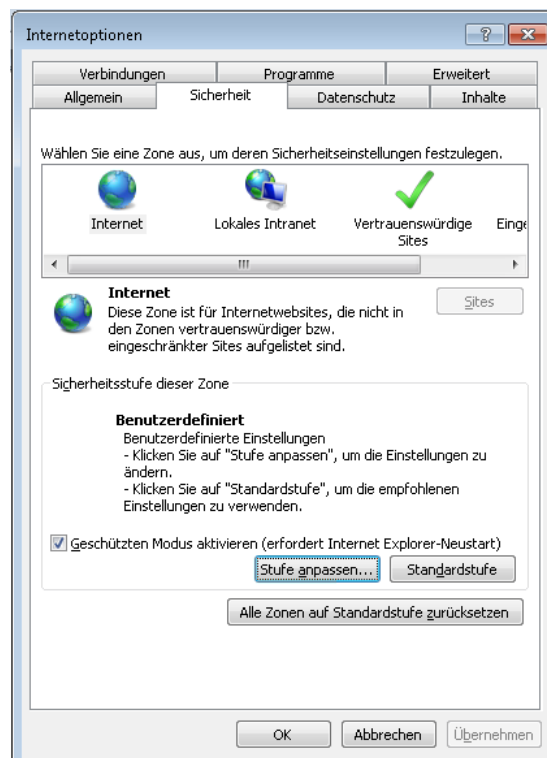 Internetoptionen
Verbindungen Programme Erweitert
Allgemein Sicherheit Datenschutz Inhalte
Wählen Sie eine Zone aus, um deren Sicherheitseinstellungen festzulegen.
Internet Lokales Intranet Vertrauenswürdige Sites Einge
Internet
Diese Zone ist für Internetwebsites, die nicht in
den Zonen vertrauenswürdiger bzw.
eingeschränkter Sites aufgelistet sind.
Sites
Sicherheitsstufe dieser Zone
Benutzerdefiniert
Benutzerdefinierte Einstellungen
- Klicken Sie auf "Stufe anpassen", um die Einstellungen zu
ändern.
- Klicken Sie auf "Standardstufe", um die empfohlenen
Einstellungen zu verwenden.
Geschützten Modus aktivieren (erfordert Internet Explorer-Neustart)
Stufe anpassen... Standardstufe
Alle Zonen auf Standardstufe zurücksetzen
OK Abbrechen Übernehmen